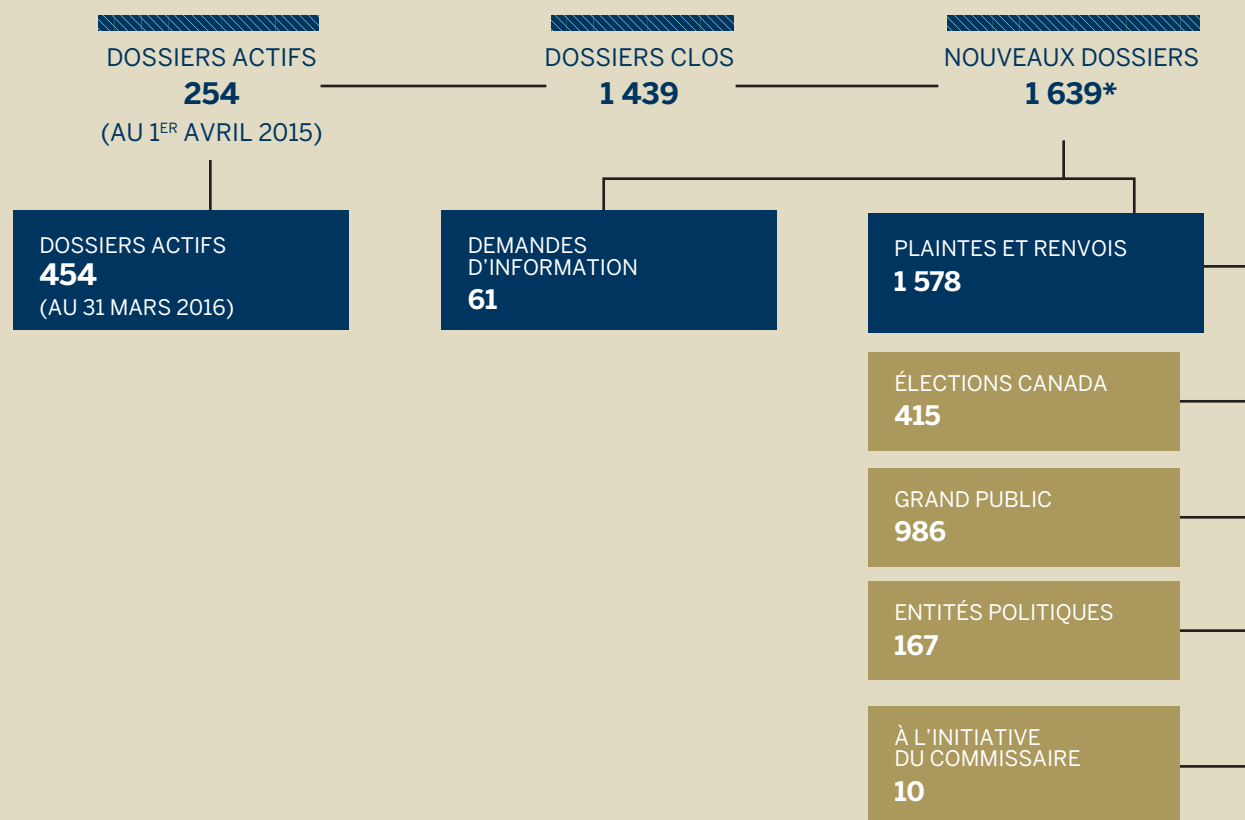 DOSSIERS ACTIFS
254
(AU 1ER AVRIL 2015)
DOSSIERS CLOS
1 439
NOUVEAUX DOSSIERS
1 639*
DOSSIERS ACTIFS
454
(AU 31 MARS 2016)
DEMANDES
D'INFORMATION
61
PLAINTES ET RENVOIS
1 578
ÉLECTIONS CANADA
415
GRAND PUBLIC
986
ENTITÉS POLITIQUES
167
À L'INITIATIVE
DU COMMISSAIRE
10